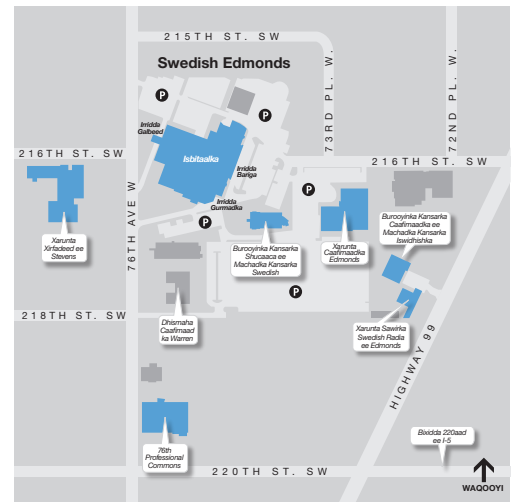 215TH ST. SW
Swedish Edmonds
P
P
Irridda
Galbeed
73RD PL. W.
72ND PL. W.
Isbitaalka
216TH ST. SW
216TH ST. SW
Irridda
Bariga
P
Irridda
Gurmadka
P
76TH AVE W
Xarunta
Xirfadeed ee
Stevens
Burooyinka Kansarka
Shucaaca ee
Machadka Kansarka
Swedish
Xarunta
Caafimaadka
Edmonds
Burooyinka Kansarka
Caafimaadka ee
Machadka Kansarka
Iswidhishka
P
218TH ST. SW
Dhismaha
Caafimaad
ka Warren
Xarunta Sawirka
Swedish Radia
ee Edmonds
HIGHWAY 99
76th
Professional
Commons
Bixidda 220aad
ee I-5
220TH ST. SW
WAQOOYI